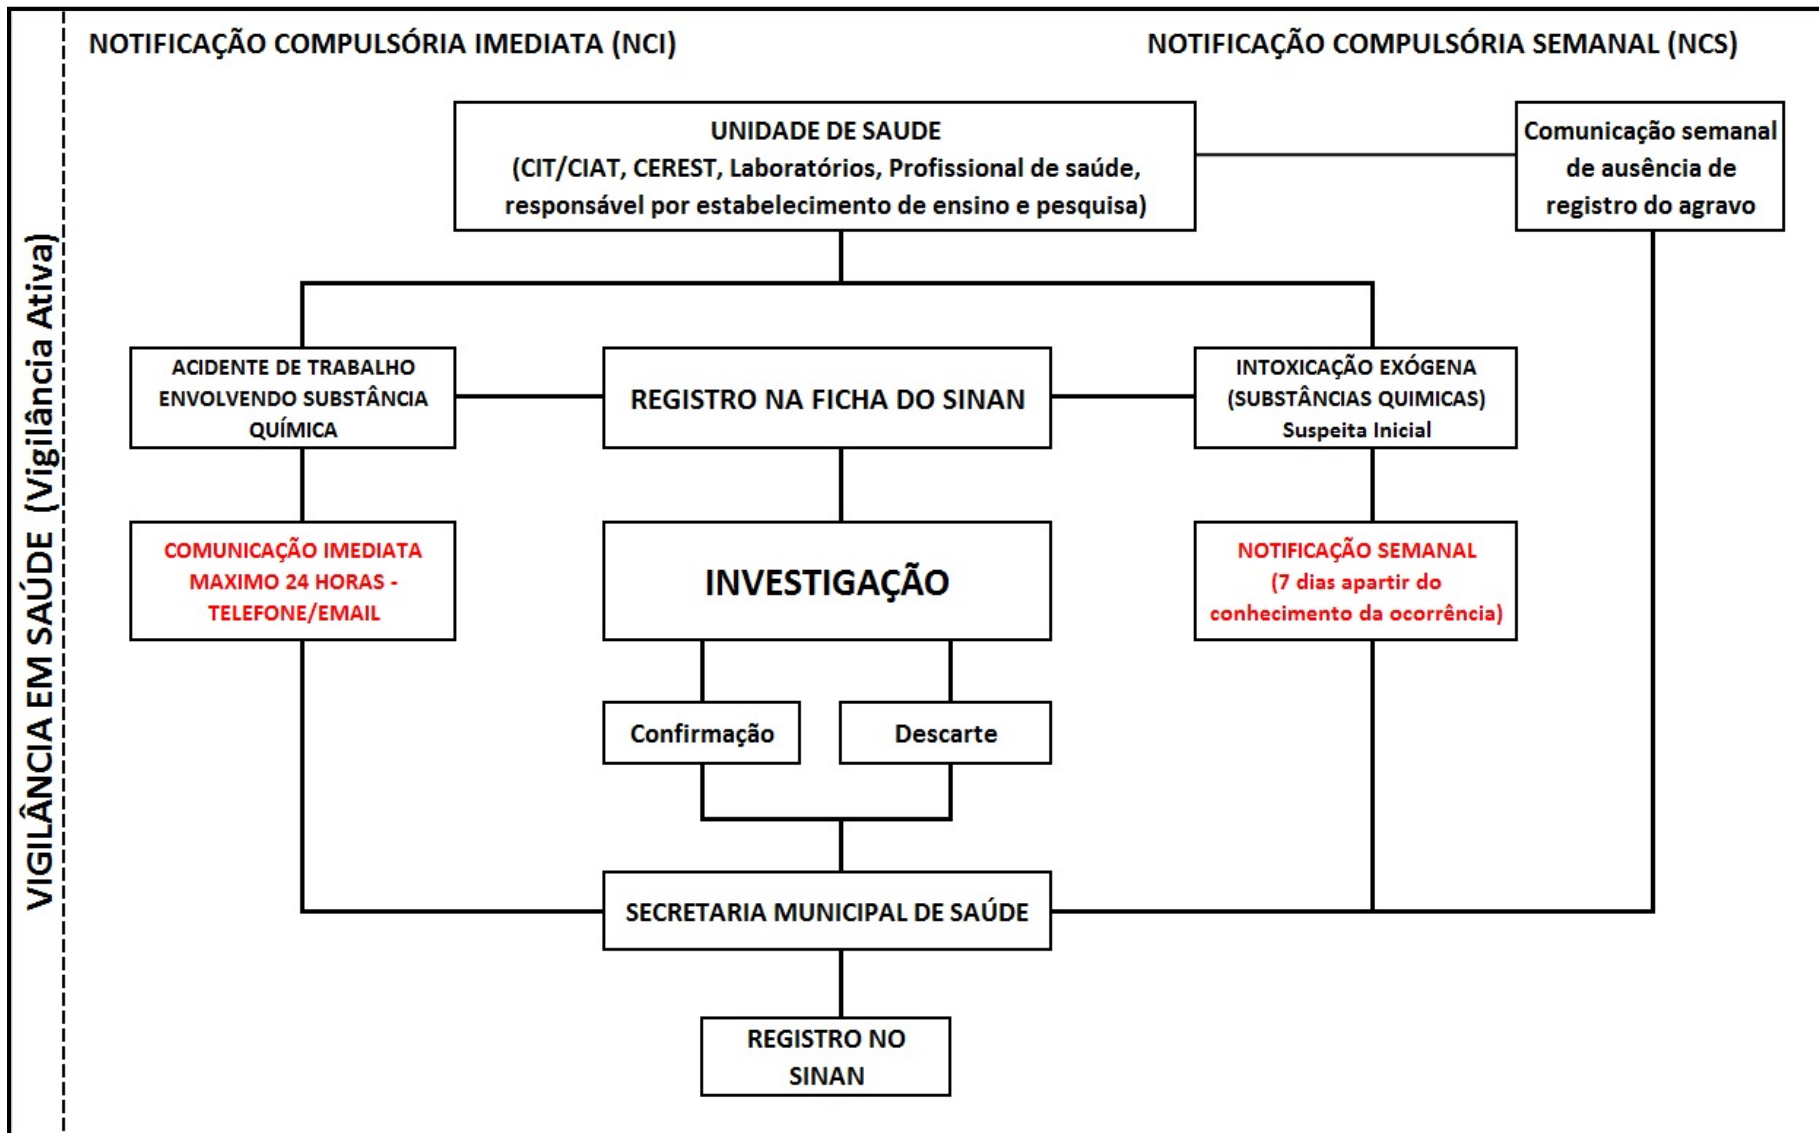 NOTIFICAÇÃO COMPULSÓRIA IMEDIATA (NCI)
NOTIFICAÇÃO COMPULSÓRIA SEMANAL (NCS)
UNIDADE DE SAUDE
(CIT/CIAT, CEREST, Laboratórios, Profissional de saúde,
responsável por estabelecimento de ensino e pesquisa)
Comunicação semanal
de ausência de
registro do agravo
VIGILÂNCIA EM SAÚDE (Vigilância Ativa)
ACIDENTE DE TRABALHO
ENVOLVENDO SUBSTÂNCIA
QUÍMICA
REGISTRO NA FICHA DO SINAN
INTOXICAÇÃO EXÓGENA
(SUBSTÂNCIAS QUIMICAS)
Suspeita Inicial
COMUNICAÇÃO IMEDIATA
MAXIMO 24 HORAS -
TELEFONE/EMAIL
INVESTIGAÇÃO
NOTIFICAÇÃO SEMANAL
(7 dias apartir do
conhecimento da ocorrência)
Confirmação
Descarte
SECRETARIA MUNICIPAL DE SAÚDE
REGISTRO NO
SINAN